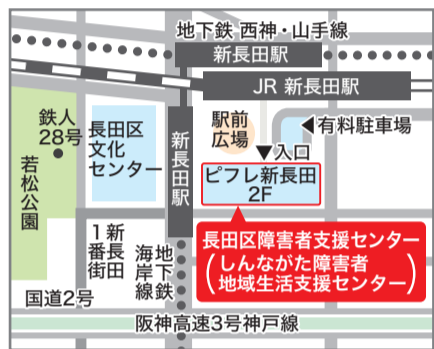 地下鉄 西神・山手線
新長田駅
JR 新長田駅
鉄人
28号
長田区
文化
センター
新長田駅
駅前
広場
有料駐車場
入口
ピフレ新長田
2F
若松公園
新長田
1番街
地下鉄
海岸線
長田区障害者支援センター
(しんながた障害者
地域生活支援センター)
国道2号
阪神高速3号神戸線